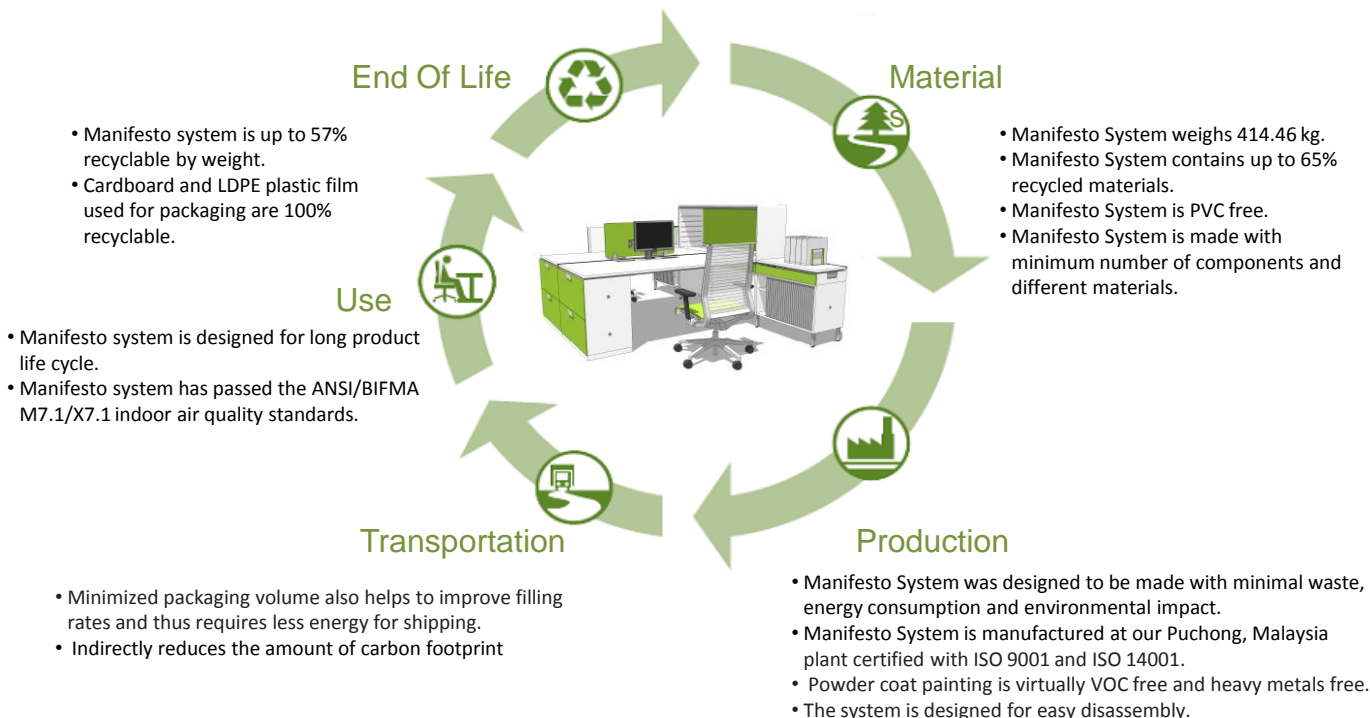 End Of Life
• Manifesto system is up to 57%
recyclable by weight.
• Cardboard and LDPE plastic film
used for packaging are 100%
recyclable.
Material
S
• Manifesto System weighs 414.46 kg.
• Manifesto System contains up to 65%
recycled materials.
• Manifesto System is PVC free.
• Manifesto System is made with
minimum number of components and
different materials.
Use
• Manifesto system is designed for long product
life cycle.
• Manifesto system has passed the ANSI/BIFMA
M7.1/X7.1 indoor air quality standards.
Transportation
• Minimized packaging volume also helps to improve filling
rates and thus requires less energy for shipping.
• Indirectly reduces the amount of carbon footprint
Production
• Manifesto System was designed to be made with minimal waste,
energy consumption and environmental impact.
• Manifesto System is manufactured at our Puchong, Malaysia
plant certified with ISO 9001 and ISO 14001.
• Powder coat painting is virtually VOC free and heavy metals free.
• The system is designed for easy disassembly.